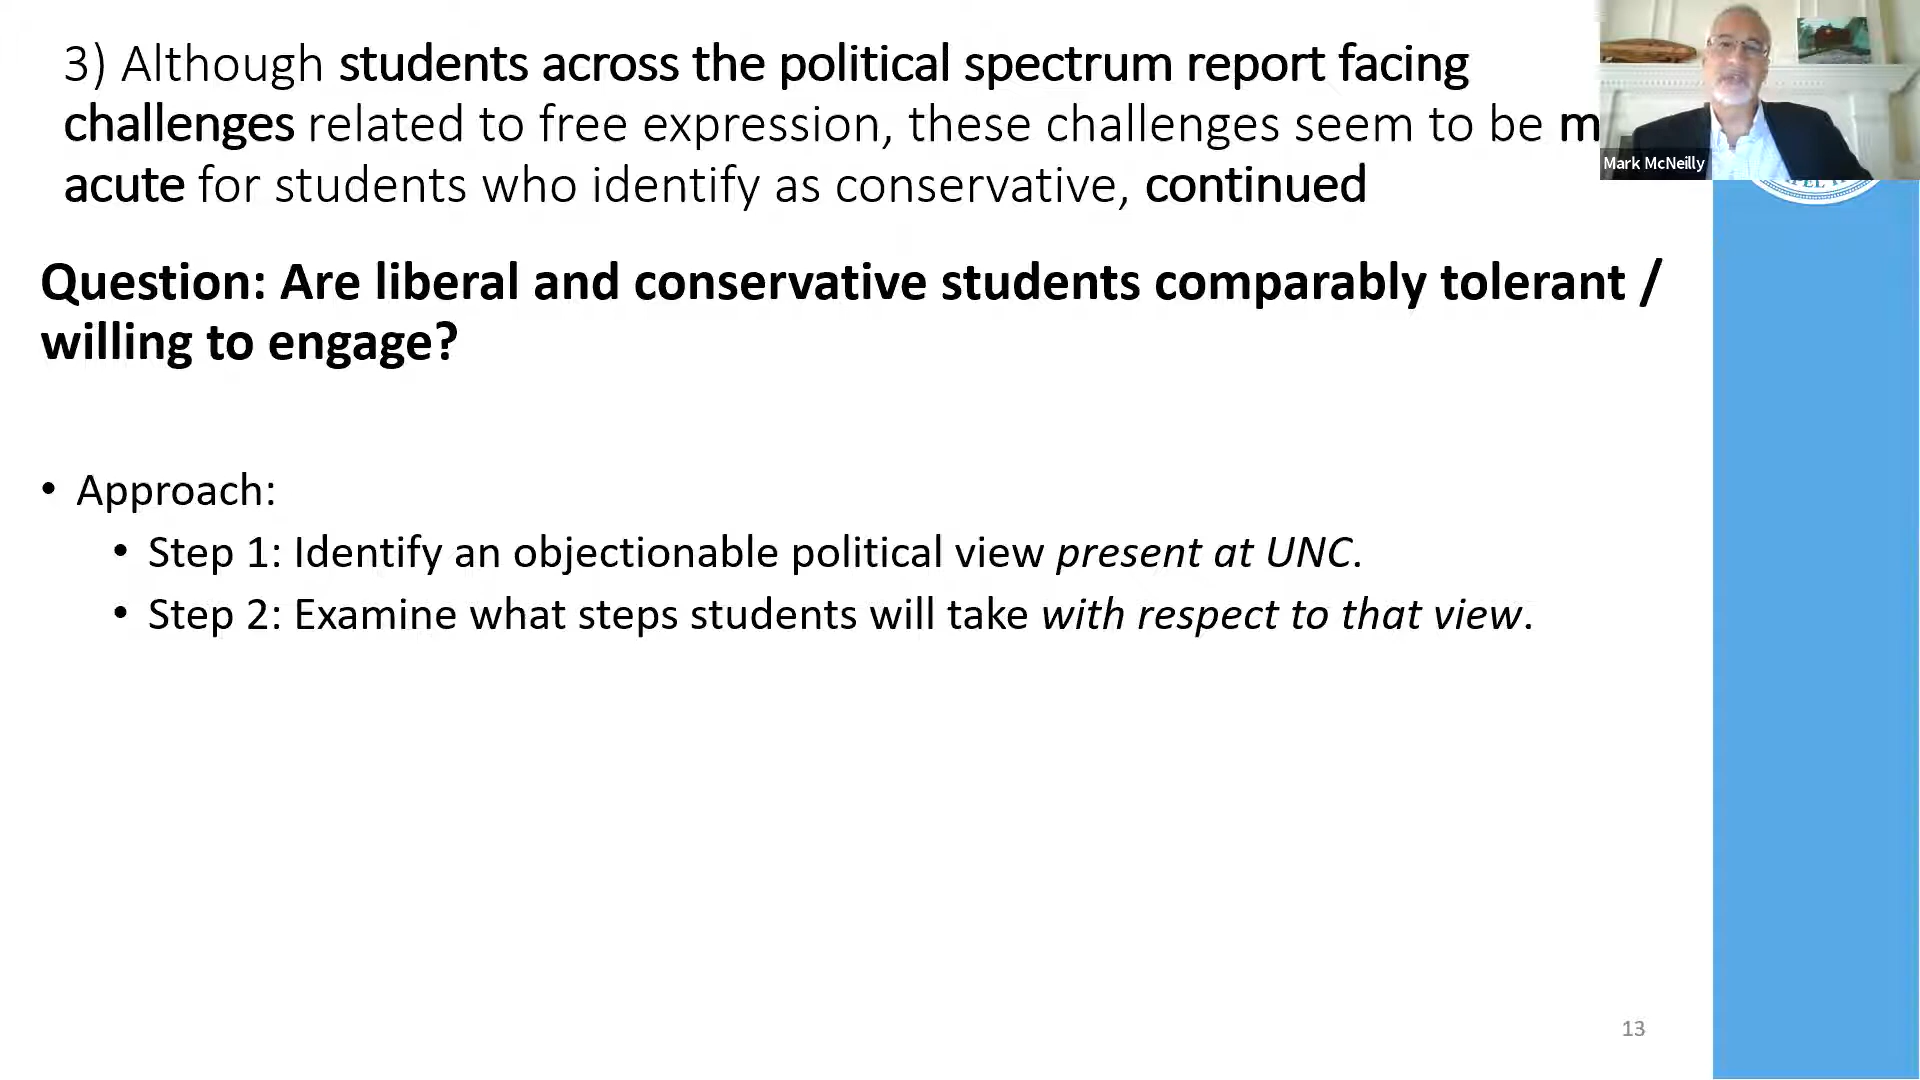 3) Although students across the political spectrum report facing
challenges related to free expression, these challenges seem to be
acute for students who identify as conservative, continued
Mark McNeilly
Question: Are liberal and conservative students comparably tolerant /
willing to engage?
• Approach:
• Step 1: Identify an objectionable political view present at UNC.
• Step 2: Examine what steps students will take with respect to that view.
13